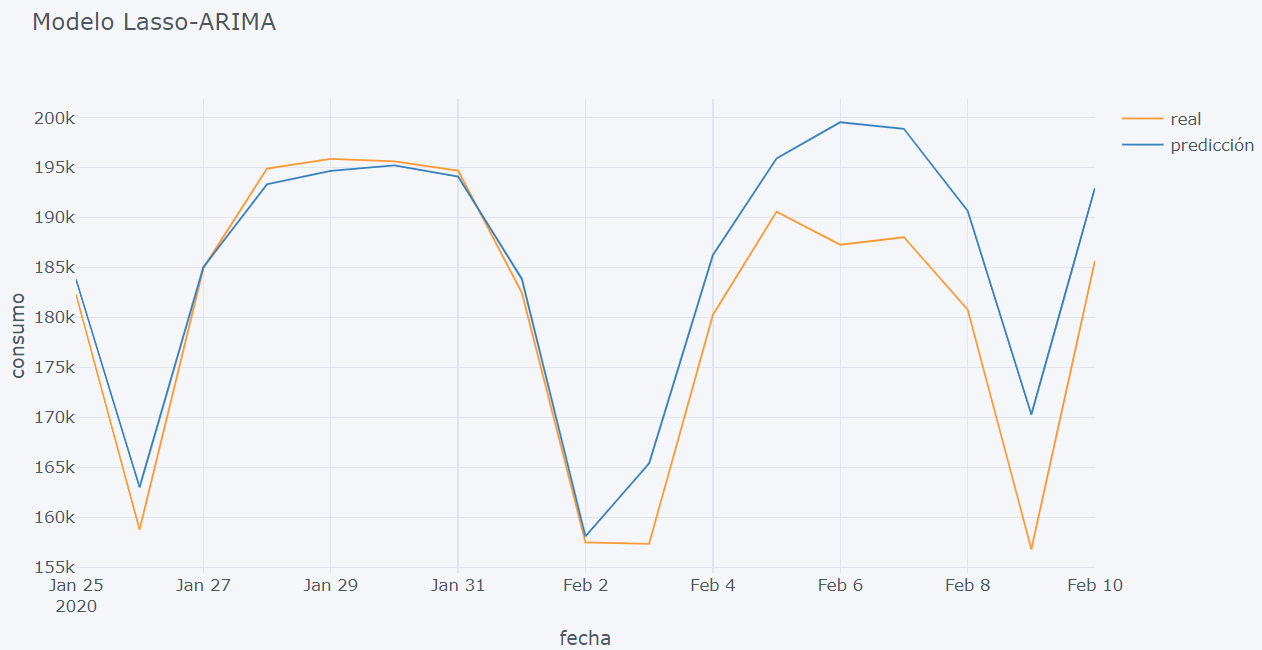 Modelo Lasso-ARIMA
200k
195k
190k
185k
180k
175k
170k
165k
160k
155k
consumo
Jan 25
2020
Jan 27
Jan 29
Jan 31
Feb 2
Feb 4
Feb 6
Feb 8
Feb 10
fecha
real
predicción